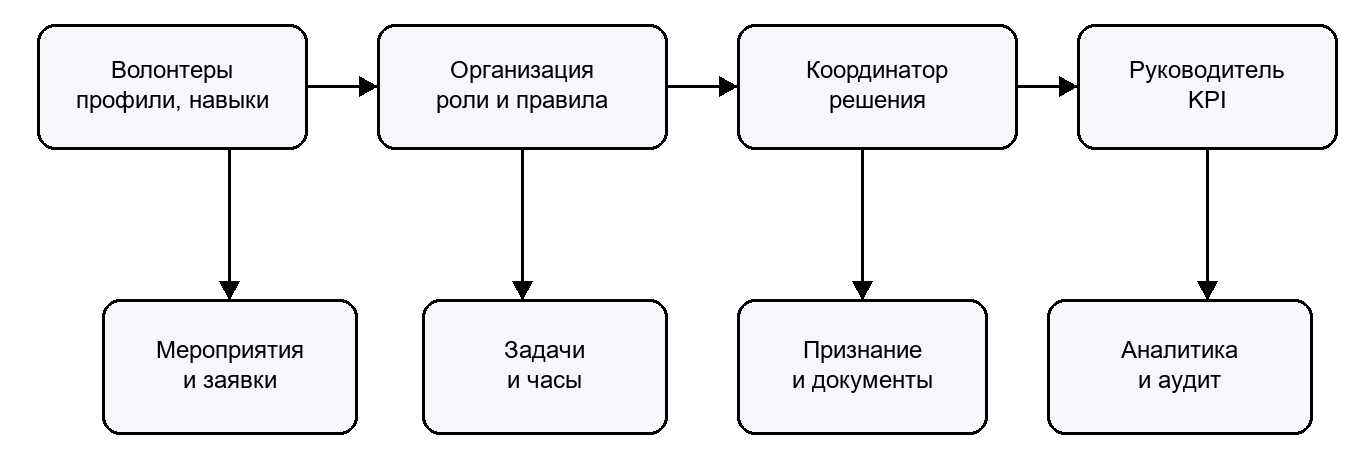 Волонтеры
профили, навыки
Организация
роли и правила
Координатор
решения
Руководитель
KPI
Мероприятия
и заявки
Задачи
и часы
Признание
и документы
Аналитика
и аудит